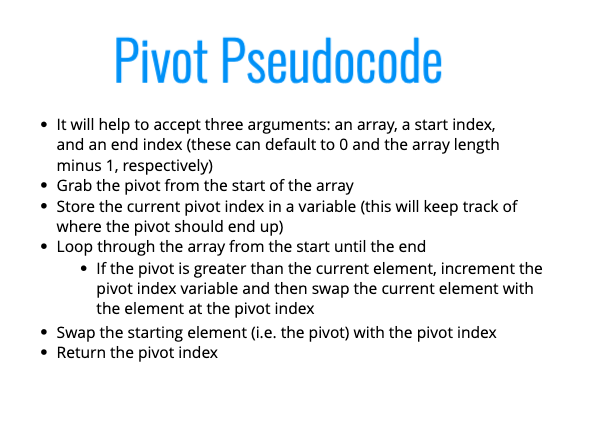 Pivot Pseudocode
• It will help to accept three arguments: an array, a start index,
and an end index (these can default to 0 and the array length
minus 1, respectively)
• Grab the pivot from the start of the array
• Store the current pivot index in a variable (this will keep track of
where the pivot should end up)
• Loop through the array from the start until the end
• If the pivot is greater than the current element, increment the
pivot index variable and then swap the current element with
the element at the pivot index
• Swap the starting element (i.e. the pivot) with the pivot index
• Return the pivot index